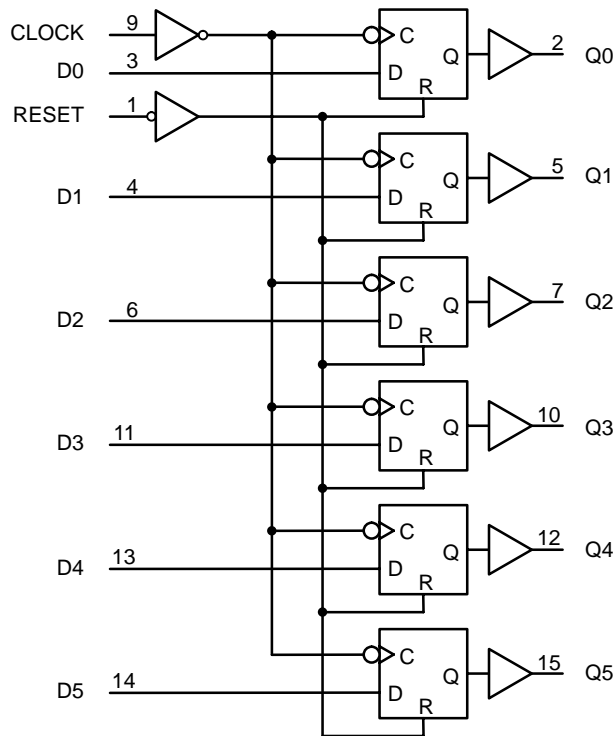 CLOCK 9 C Q 2 Q0
D0 3 D
RESET 1 R
C Q 5 Q1
D1 4 D
R
C Q 7 Q2
D2 6 D
R
C Q 10 Q3
D3 11 D
R
C Q 12 Q4
D4 13 D
R
C Q 15 Q5
D5 14 D
R